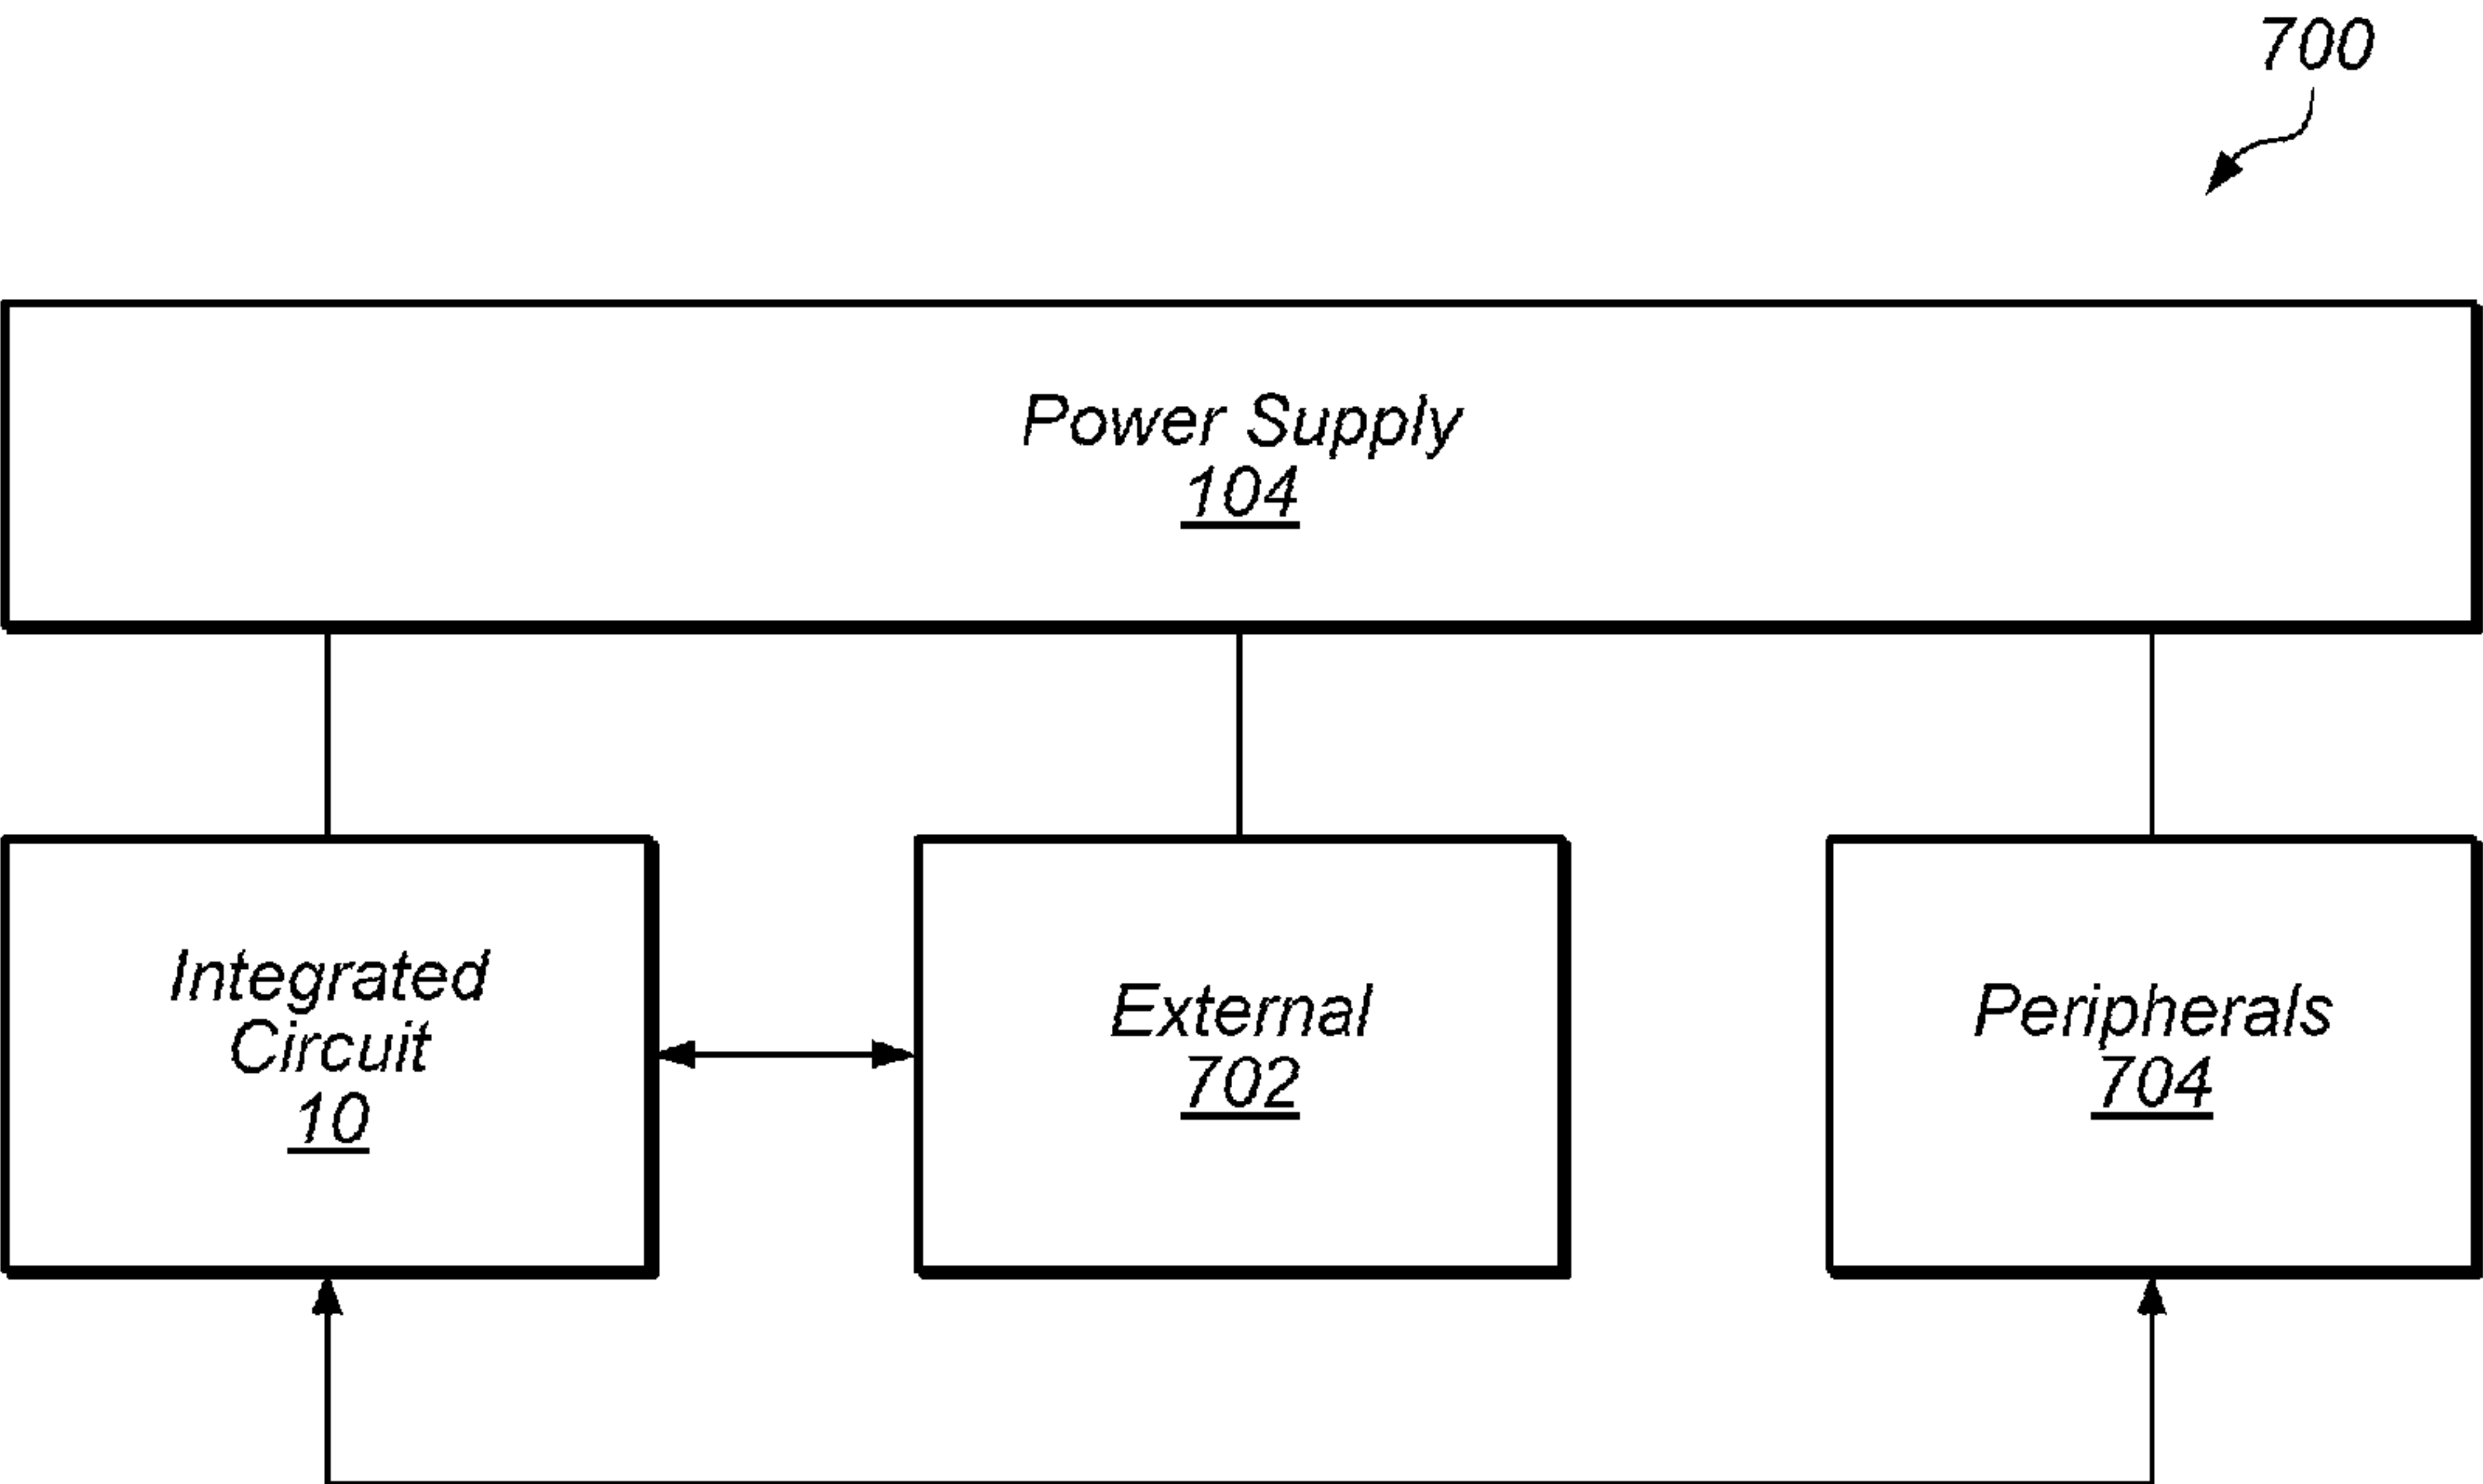 700
Power Supply
104
Integrated
Circuit
10
External
702
Peripherals
704